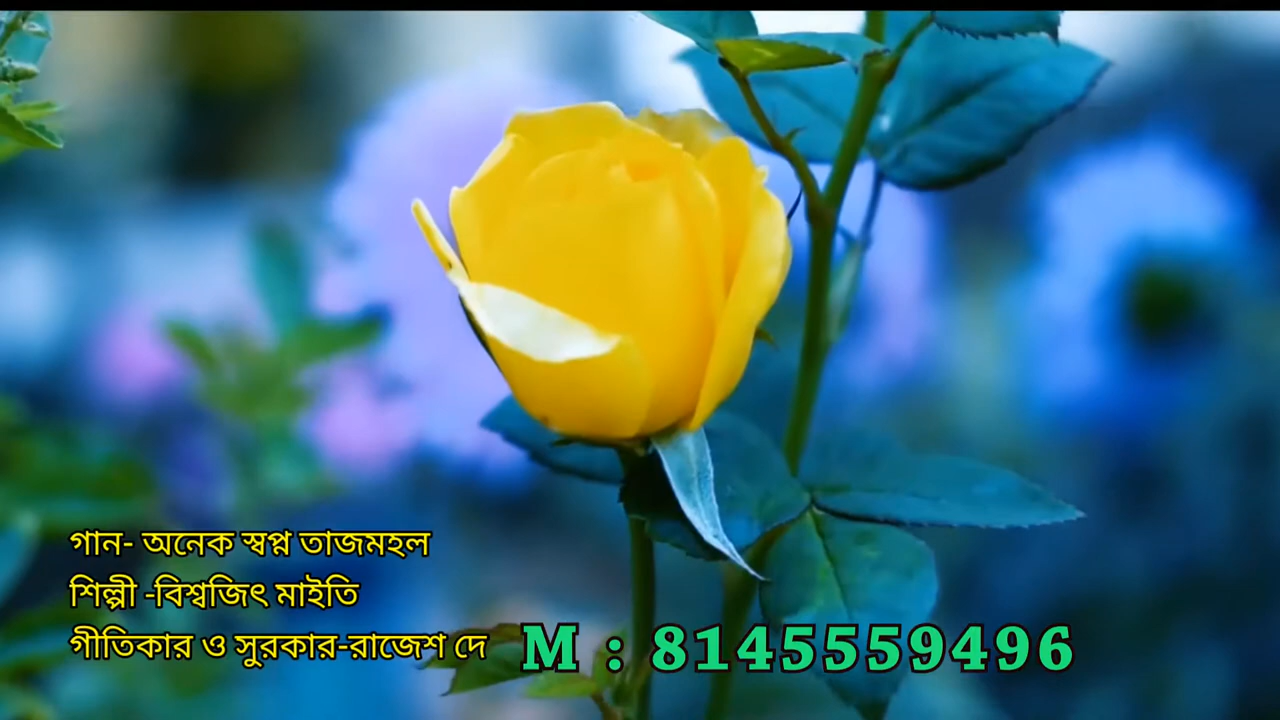 গান- অনেক স্বপ্ন তাজমহল
শিল্পী -বিশ্বজিৎ মাইতি
গীতিকার ও সুরকার-রাজেশ দে
M : 8145559496